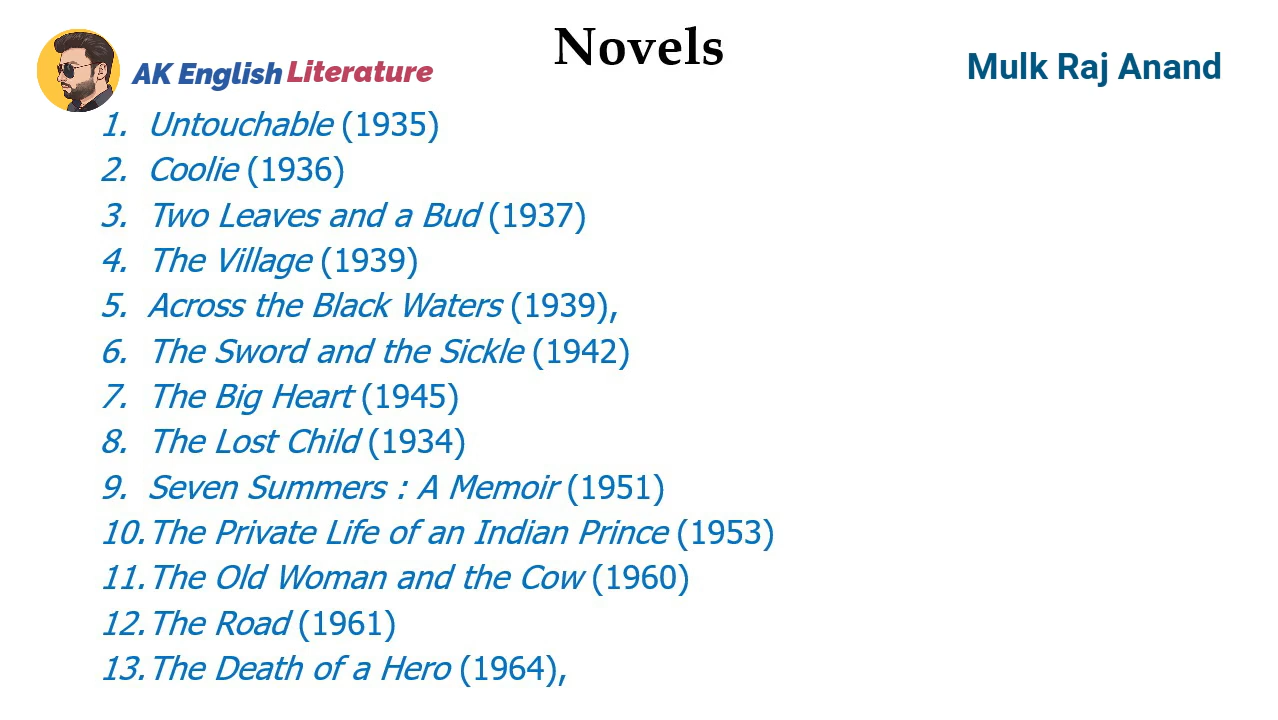 Novels
AK English Literature
Mulk Raj Anand
1. Untouchable (1935)
2. Coolie (1936)
3. Two Leaves and a Bud (1937)
4. The Village (1939)
5. Across the Black Waters (1939),
6. The Sword and the Sickle (1942)
7. The Big Heart (1945)
8. The Lost Child (1934)
9. Seven Summers : A Memoir (1951)
10. The Private Life of an Indian Prince (1953)
11. The Old Woman and the Cow (1960)
12. The Road (1961)
13. The Death of a Hero (1964),